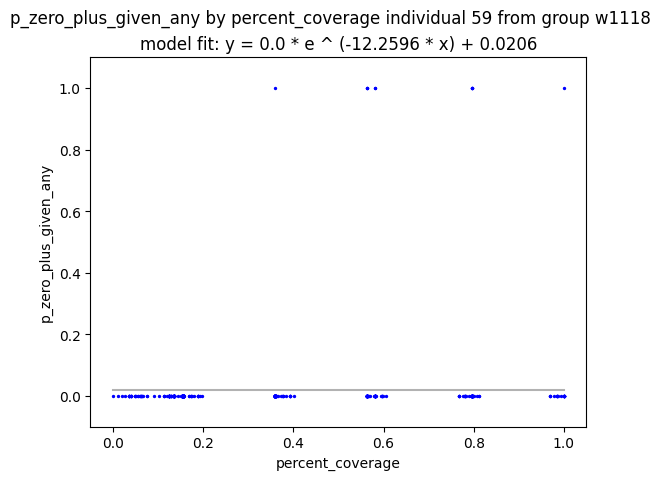 p_zero_plus_given_any by percent_coverage individual 59 from group w1118
model fit: y = 0.0 * e ^ (-12.2596 * x) + 0.0206
1.0
0.8
0.6
0.4
0.2
0.0
p_zero_plus_given_any
0.0 0.2 0.4 0.6 0.8 1.0
percent_coverage